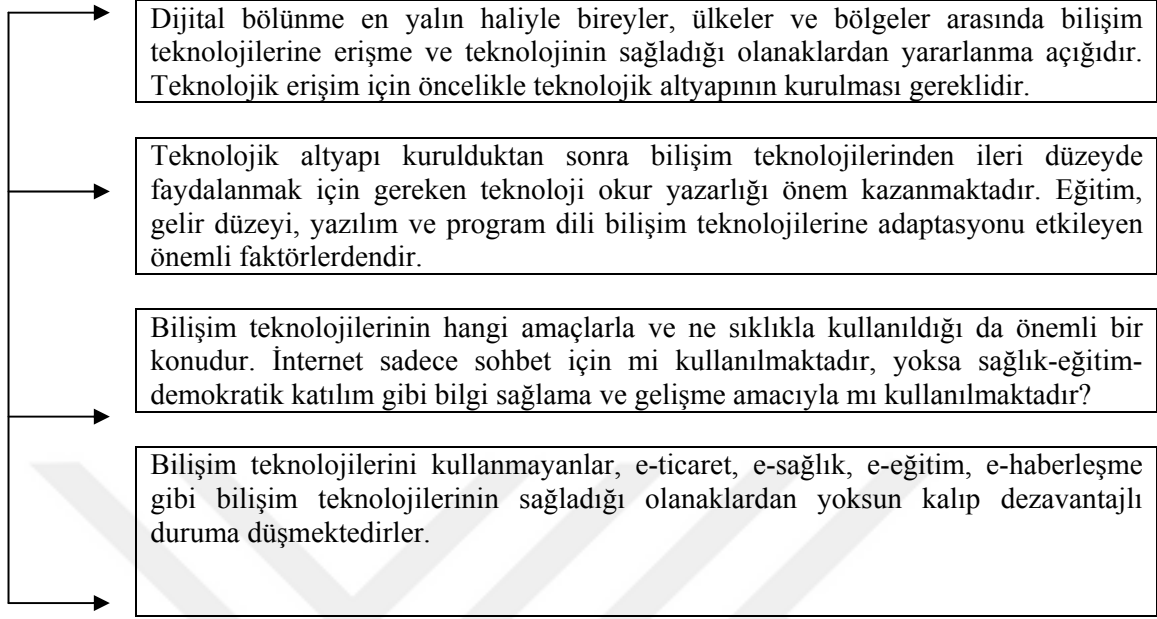 Dijital bölünme en yalın haliyle bireyler, ülkeler ve bölgeler arasında bilişim
teknolojilerine erişme ve teknolojinin sağladığı olanaklardan yararlanma açığıdır.
Teknolojik erişim için öncelikle teknolojik altyapının kurulması gereklidir.
Teknolojik altyapı kurulduktan sonra bilişim teknolojilerinden ileri düzeyde
faydalanmak için gereken teknoloji okur yazarlığı önem kazanmaktadır. Eğitim,
gelir düzeyi, yazılım ve program dili bilişim teknolojilerine adaptasyonu etkileyen
önemli faktörlerdendir.
Bilişim teknolojilerinin hangi amaçlarla ve ne sıklıkla kullanıldığı da önemli bir
konudur. İnternet sadece sohbet için mi kullanılmaktadır, yoksa sağlık-eğitim-
demokratik katılım gibi bilgi sağlama ve gelişme amacıyla mı kullanılmaktadır?
Bilişim teknolojilerini kullanmayanlar, e-ticaret, e-sağlık, e-eğitim, e-haberleşme
gibi bilişim teknolojilerinin sağladığı olanaklardan yoksun kalıp dezavantajlı
duruma düşmektedirler.